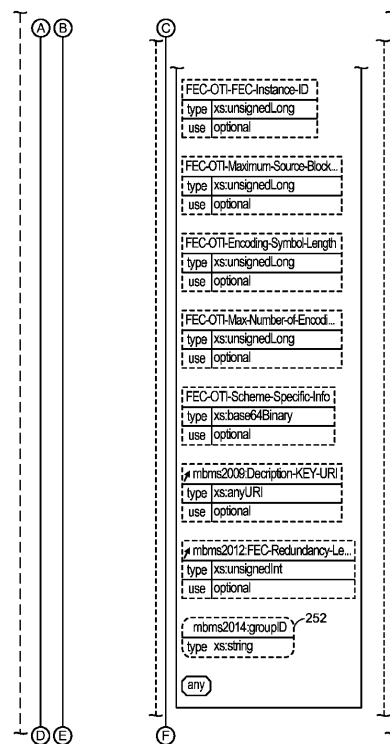 A B C
FEC-OTI-FEC-Instance-ID
type xs:unsignedLong
use optional
FEC-OTI-Maximum-Source-Block...
type xs:unsignedLong
use optional
FEC-OTI-Encoding-Symbol-Length
type xs:unsignedLong
use optional
FEC-OTI-Max-Number-of-Encodi...
type xs:unsignedLong
use optional
FEC-OTI-Scheme-Specific-Info
type xs:base64Binary
use optional
mbms2009:Decription-KEY-URI
type xs:anyURI
use optional
mbms2012:FEC-Redundancy-Le...
type xs:unsignedInt
use optional
252
mbms2014:groupID
type xs:string
any
D E F